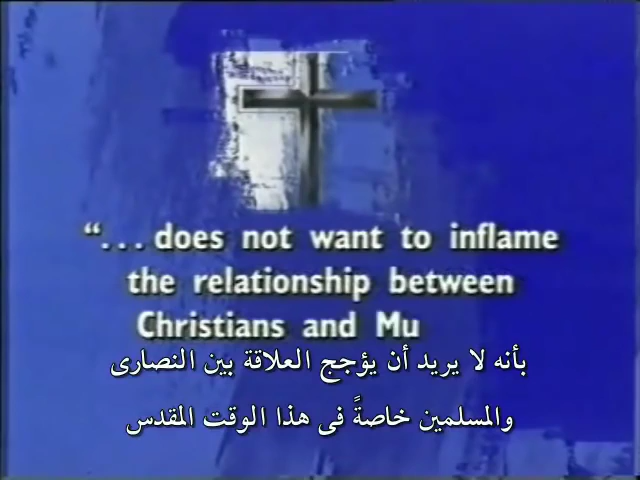 “... does not want to inflame
the relationship between
Christians and Mu
بأنه لا يريد أن يؤجج العلاقة بين النصارى
والمسلمين خاصةً فى هذا الوقت المقدس